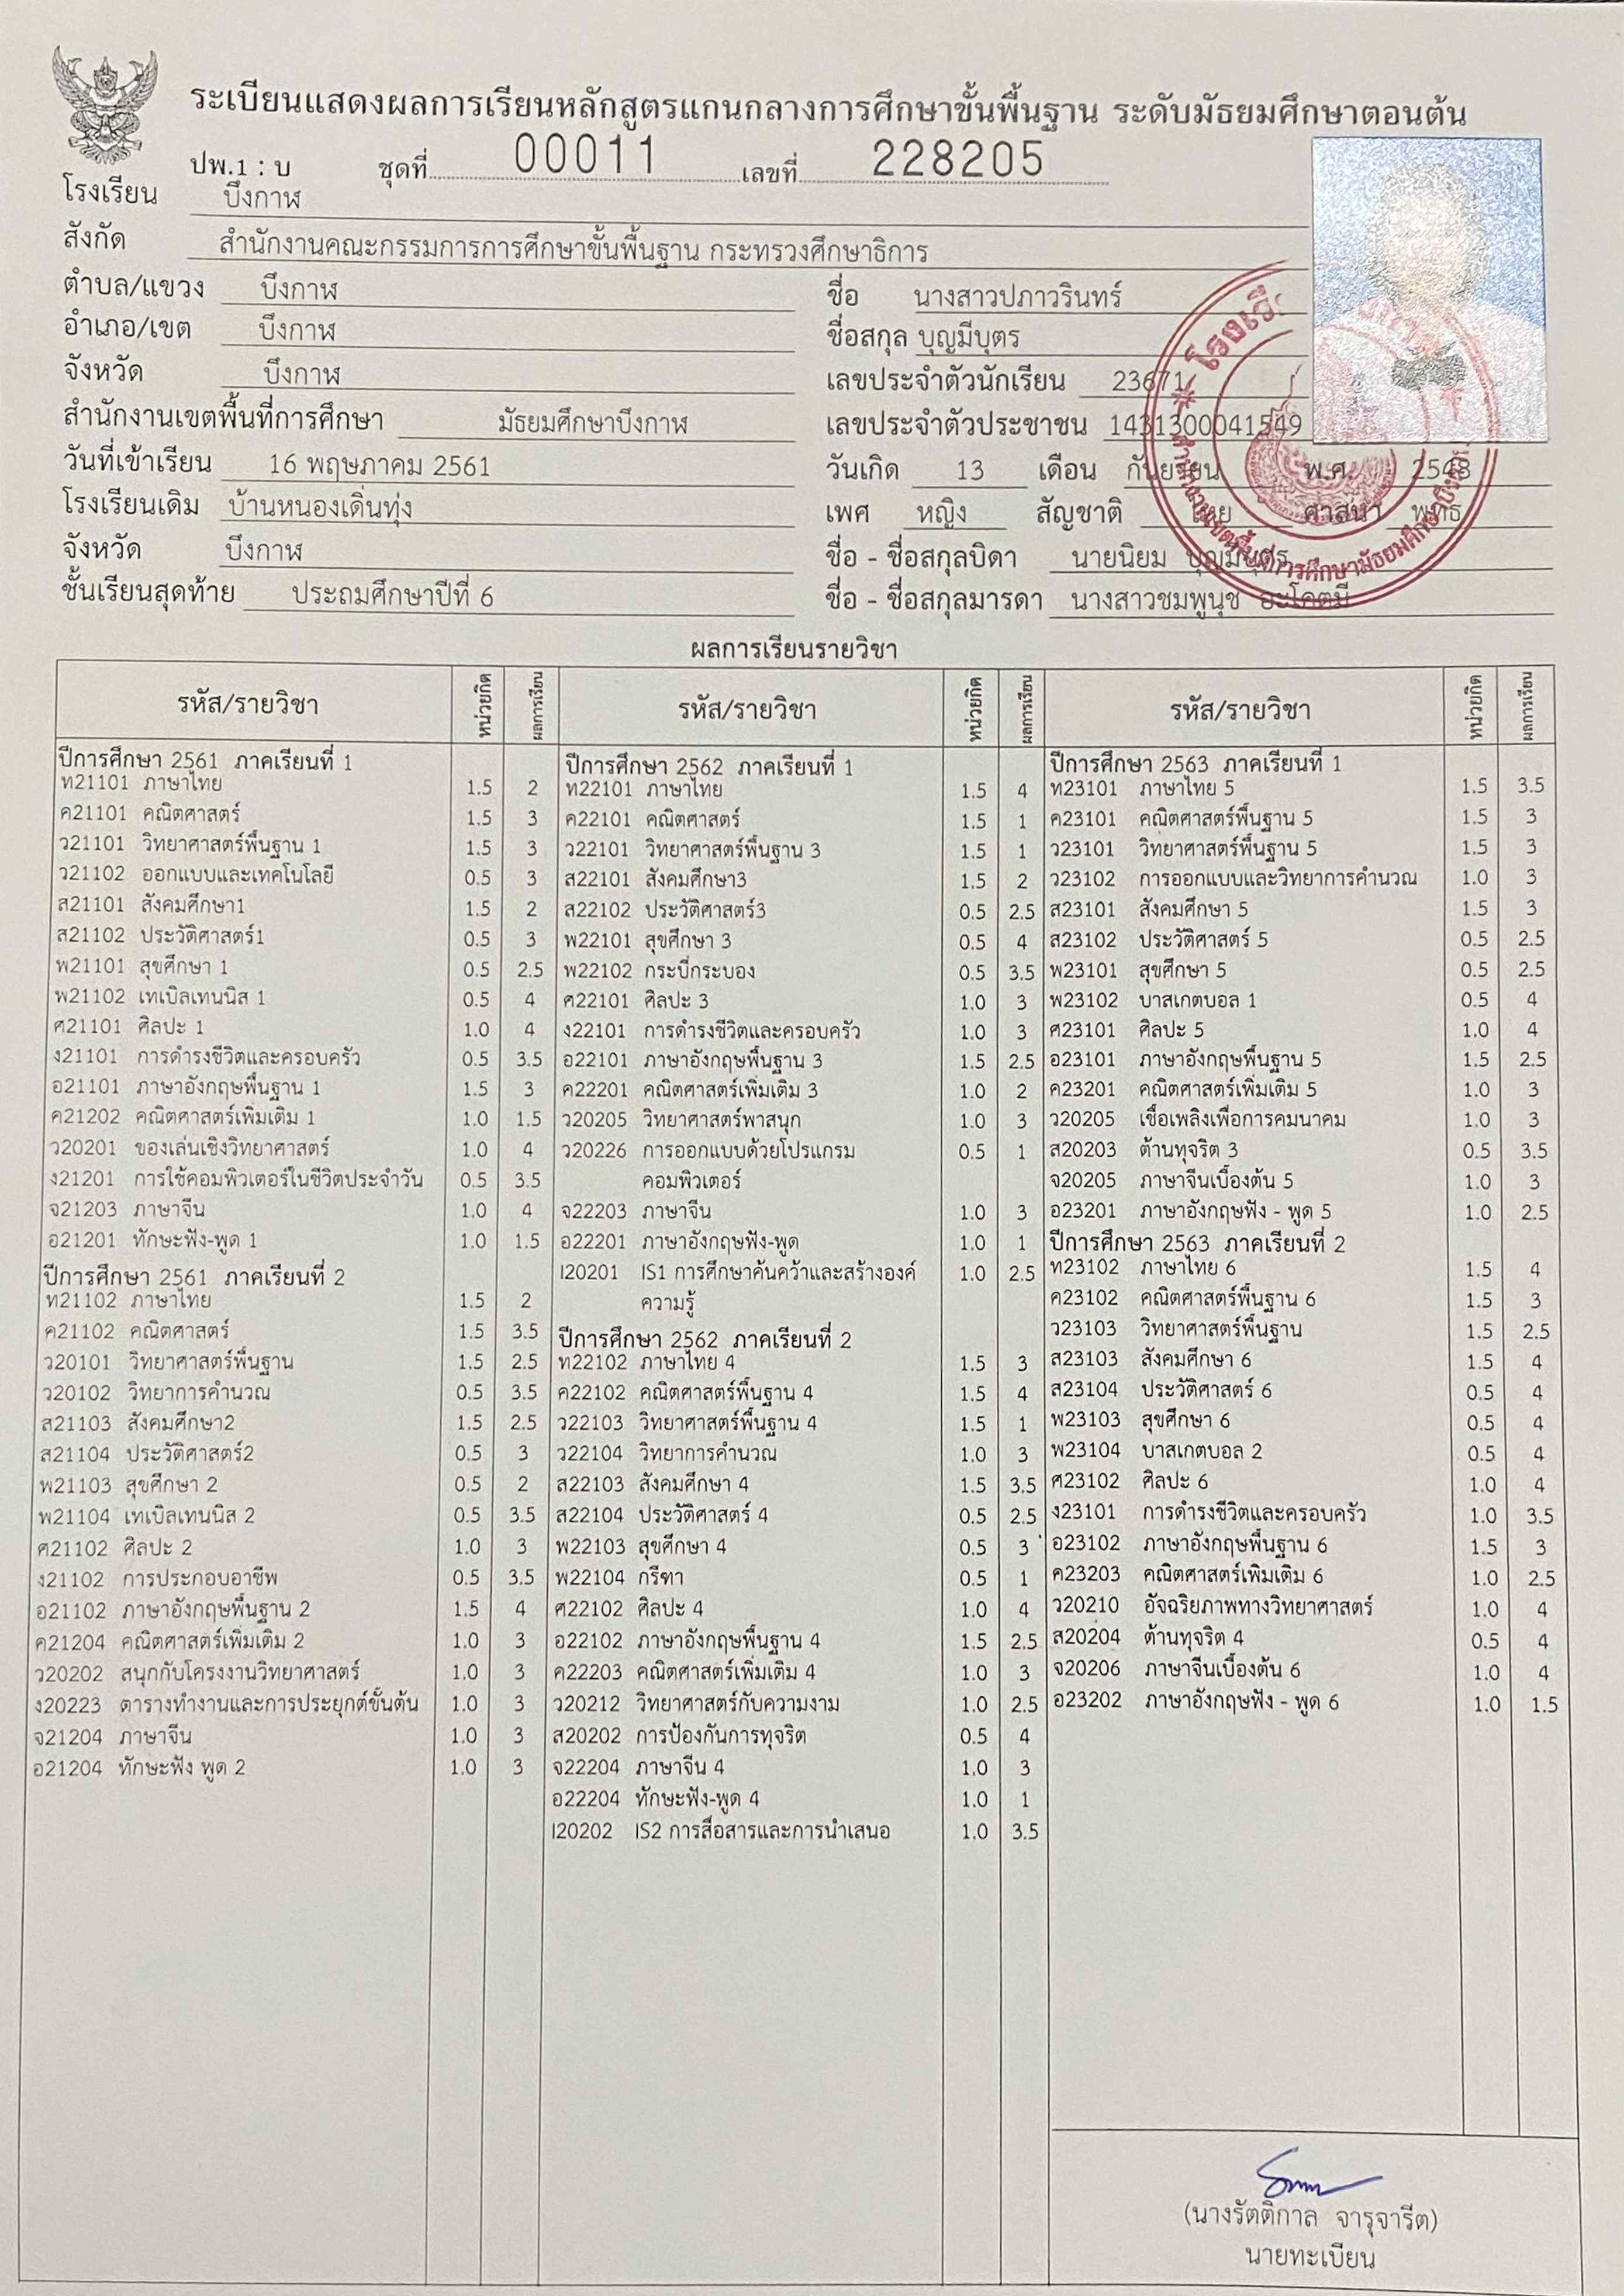 ระเบียนแสดงผลการเรียนหลักสูตรแกนกลางการศึกษาขั้นพื้นฐาน ระดับมัธยมศึกษาตอนต้น
ปพ.1 : บ ชุดที่ 00011 เลขที่ 228205
โรงเรียน บึงกาฬ
สังกัด สำนักงานคณะกรรมการการศึกษาขั้นพื้นฐาน กระทรวงศึกษาธิการ
ตำบล/แขวง บึงกาฬ
อำเภอ/เขต บึงกาฬ
จังหวัด บึงกาฬ
สำนักงานเขตพื้นที่การศึกษา มัธยมศึกษาบึงกาฬ
วันที่เข้าเรียน 16 พฤษภาคม 2561
โรงเรียนเดิม บ้านหนองเดิ่นทุ่ง
จังหวัด บึงกาฬ
ชั้นเรียนสุดท้าย ประถมศึกษาปีที่ 6
ชื่อ นางสาวปภาวรินทร์
ชื่อสกุล บุญมีบุตร
เลขประจำตัวนักเรียน 23671
เลขประจำตัวประชาชน 1431300041549
วันเกิด 13 เดือน กันยายน พ.ศ. 2548
เพศ หญิง สัญชาติ ไทย ศาสนา พุทธ
ชื่อ - ชื่อสกุลบิดา นายนิยม บุญมีบุตร
ชื่อ - ชื่อสกุลมารดา นางสาวชมพูนุช อะโคตมี
ผลการเรียนรายวิชา
รหัส/รายวิชา หน่วยกิต ผลการเรียน
ปีการศึกษา 2561 ภาคเรียนที่ 1
ท21101 ภาษาไทย 1.5 2
ค21101 คณิตศาสตร์ 1.5 3
ว21101 วิทยาศาสตร์พื้นฐาน 1 1.5 3
ว21102 ออกแบบและเทคโนโลยี 0.5 3
ส21101 สังคมศึกษา1 1.5 2
ส21102 ประวัติศาสตร์1 0.5 3
พ21101 สุขศึกษา 1 0.5 2.5
พ21102 เทเบิลเทนนิส 1 0.5 4
ศ21101 ศิลปะ 1 1.0 4
ง21101 การดำรงชีวิตและครอบครัว 0.5 3.5
อ21101 ภาษาอังกฤษพื้นฐาน 1 1.5 3
ค21202 คณิตศาสตร์เพิ่มเติม 1 1.0 1.5
ว20201 ของเล่นเชิงวิทยาศาสตร์ 1.0 4
ง21201 การใช้คอมพิวเตอร์ในชีวิตประจำวัน 0.5 3.5
จ21203 ภาษาจีน 1.0 4
อ21201 ทักษะฟัง-พูด 1 1.0 1.5
ปีการศึกษา 2561 ภาคเรียนที่ 2
ท21102 ภาษาไทย 1.5 2
ค21102 คณิตศาสตร์ 1.5 3.5
ว20101 วิทยาศาสตร์พื้นฐาน 1.5 2.5
ว20102 วิทยาการคำนวณ 0.5 3.5
ส21103 สังคมศึกษา2 1.5 2.5
ส21104 ประวัติศาสตร์2 0.5 3
พ21103 สุขศึกษา 2 0.5 2
พ21104 เทเบิลเทนนิส 2 0.5 3.5
ศ21102 ศิลปะ 2 1.0 3
ง21102 การประกอบอาชีพ 0.5 3.5
อ21102 ภาษาอังกฤษพื้นฐาน 2 1.5 4
ค21204 คณิตศาสตร์เพิ่มเติม 2 1.0 3
ว20202 สนุกกับโครงงานวิทยาศาสตร์ 1.0 3
ง20223 ตารางทำงานและการประยุกต์ขั้นต้น 1.0 3
จ21204 ภาษาจีน 1.0 3
อ21204 ทักษะฟัง พูด 2 1.0 3
รหัส/รายวิชา หน่วยกิต ผลการเรียน
ปีการศึกษา 2562 ภาคเรียนที่ 1
ท22101 ภาษาไทย 1.5 4
ค22101 คณิตศาสตร์ 1.5 1
ว22101 วิทยาศาสตร์พื้นฐาน 3 1.5 1
ส22101 สังคมศึกษา3 1.5 2
ส22102 ประวัติศาสตร์3 0.5 2.5
พ22101 สุขศึกษา 3 0.5 4
พ22102 กระบี่กระบอง 0.5 3.5
ศ22101 ศิลปะ 3 1.0 3
ง22101 การดำรงชีวิตและครอบครัว 1.0 3
อ22101 ภาษาอังกฤษพื้นฐาน 3 1.5 2.5
ค22201 คณิตศาสตร์เพิ่มเติม 3 1.0 2
ว20205 วิทยาศาสตร์พาสนุก 1.0 3
ว20226 การออกแบบด้วยโปรแกรม 0.5 1
คอมพิวเตอร์
จ22203 ภาษาจีน 1.0 3
อ22201 ภาษาอังกฤษฟัง-พูด 1.0 1
I20201 IS1 การศึกษาค้นคว้าและสร้างองค์ 1.0 2.5
ความรู้
ปีการศึกษา 2562 ภาคเรียนที่ 2
ท22102 ภาษาไทย 4 1.5 3
ค22102 คณิตศาสตร์พื้นฐาน 4 1.5 4
ว22103 วิทยาศาสตร์พื้นฐาน 4 1.5 1
ว22104 วิทยาการคำนวณ 1.0 3
ส22103 สังคมศึกษา 4 1.5 3.5
ส22104 ประวัติศาสตร์ 4 0.5 2.5
พ22103 สุขศึกษา 4 0.5 3
พ22104 กรีฑา 0.5 1
ศ22102 ศิลปะ 4 1.0 4
อ22102 ภาษาอังกฤษพื้นฐาน 4 1.5 2.5
ค22203 คณิตศาสตร์เพิ่มเติม 4 1.0 3
ว20212 วิทยาศาสตร์กับความงาม 1.0 2.5
ส20202 การป้องกันการทุจริต 0.5 4
จ22204 ภาษาจีน 4 1.0 3
อ22204 ทักษะฟัง-พูด 4 1.0 1
I20202 IS2 การสื่อสารและการนำเสนอ 1.0 3.5
รหัส/รายวิชา หน่วยกิต ผลการเรียน
ปีการศึกษา 2563 ภาคเรียนที่ 1
ท23101 ภาษาไทย 5 1.5 3.5
ค23101 คณิตศาสตร์พื้นฐาน 5 1.5 3
ว23101 วิทยาศาสตร์พื้นฐาน 5 1.5 3
ว23102 การออกแบบและวิทยาการคำนวณ 1.0 3
ส23101 สังคมศึกษา 5 1.5 3
ส23102 ประวัติศาสตร์ 5 0.5 2.5
พ23101 สุขศึกษา 5 0.5 2.5
พ23102 บาสเกตบอล 1 0.5 4
ศ23101 ศิลปะ 5 1.0 4
อ23101 ภาษาอังกฤษพื้นฐาน 5 1.5 2.5
ค23201 คณิตศาสตร์เพิ่มเติม 5 1.0 3
ว20205 เชื้อเพลิงเพื่อการคมนาคม 1.0 3
ส20203 ต้านทุจริต 3 0.5 3.5
จ20205 ภาษาจีนเบื้องต้น 5 1.0 3
อ23201 ภาษาอังกฤษฟัง - พูด 5 1.0 2.5
ปีการศึกษา 2563 ภาคเรียนที่ 2
ท23102 ภาษาไทย 6 1.5 4
ค23102 คณิตศาสตร์พื้นฐาน 6 1.5 3
ว23103 วิทยาศาสตร์พื้นฐาน 1.5 2.5
ส23103 สังคมศึกษา 6 1.5 4
ส23104 ประวัติศาสตร์ 6 0.5 4
พ23103 สุขศึกษา 6 0.5 4
พ23104 บาสเกตบอล 2 0.5 4
ศ23102 ศิลปะ 6 1.0 4
ง23101 การดำรงชีวิตและครอบครัว 1.0 3.5
อ23102 ภาษาอังกฤษพื้นฐาน 6 1.5 3
ค23203 คณิตศาสตร์เพิ่มเติม 6 1.0 2.5
ว20210 อัจฉริยภาพทางวิทยาศาสตร์ 1.0 4
ส20204 ต้านทุจริต 4 0.5 4
จ20206 ภาษาจีนเบื้องต้น 6 1.0 4
อ23202 ภาษาอังกฤษฟัง - พูด 6 1.0 1.5
(นางรัตติกาล จารุจารีต)
นายทะเบียน